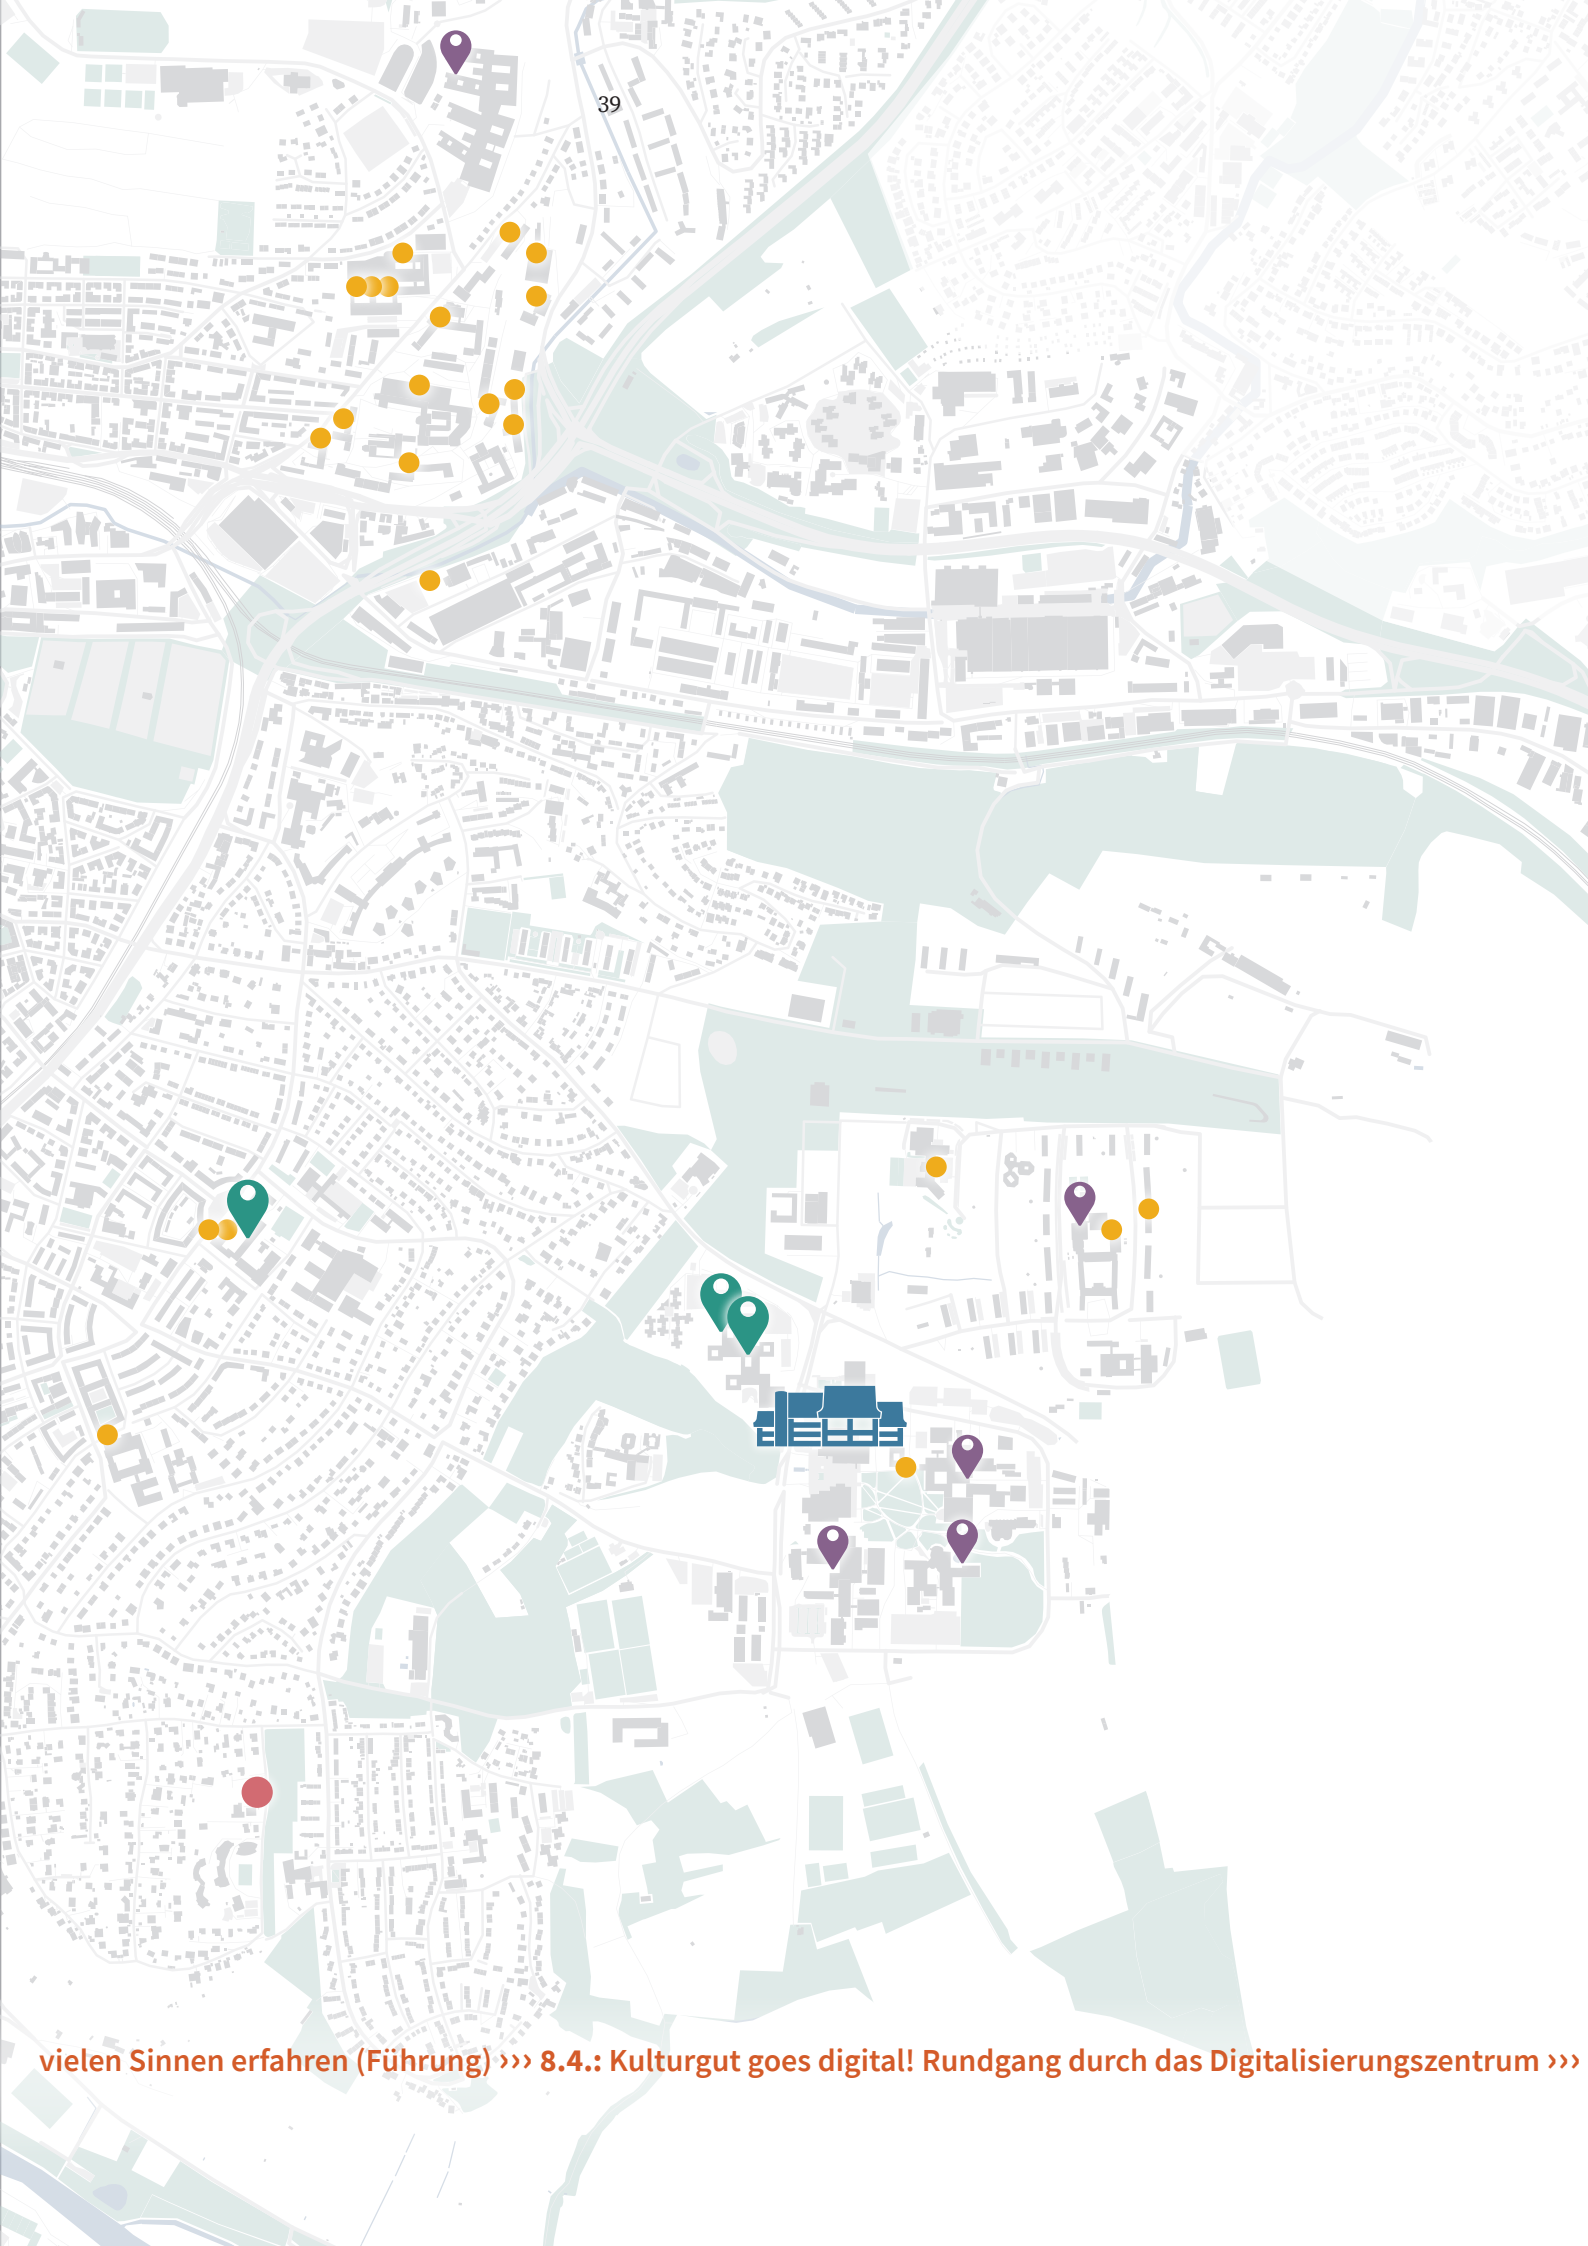 39
vielen Sinnen erfahren (Führung) ››› 8.4.: Kulturgut goes digital! Rundgang durch das Digitalisierungszentrum ›››